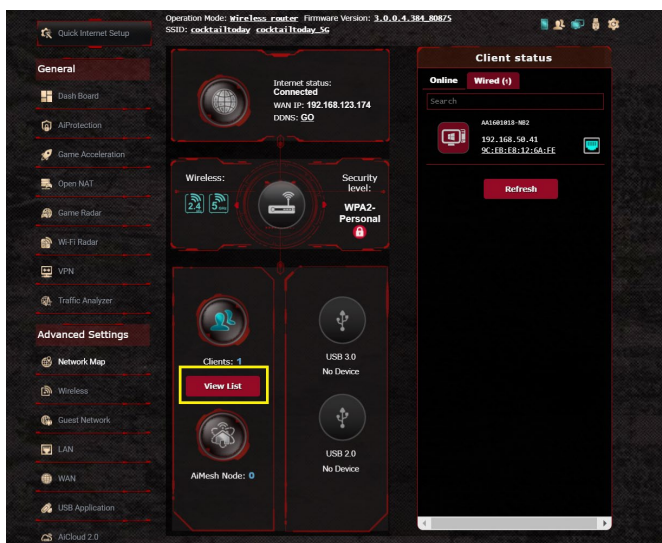 Operation Mode: Wireless router Firmware Version: 3.0.0.4.384_80875
SSID: cocktailtoday cocktailtoday_5G
Quick Internet Setup
General
Dash Board
AiProtection
Game Acceleration
Open NAT
Game Radar
Wi-Fi Radar
VPN
Traffic Analyzer
Advanced Settings
Network Map
Wireless
Guest Network
LAN
WAN
USB Application
AiCloud 2.0
Internet status:
Connected
WAN IP: 192.168.123.174
DDNS: GO
Wireless:
2.4
5
Security
level:
WPA2-
Personal
Clients: 1
View List
AiMesh Node: 0
USB 3.0
No Device
USB 2.0
No Device
Client status
Online
Wired (1)
Search
AA1601018-NB2
192.168.50.41
9C:EB:E8:12:6A:FE
Refresh